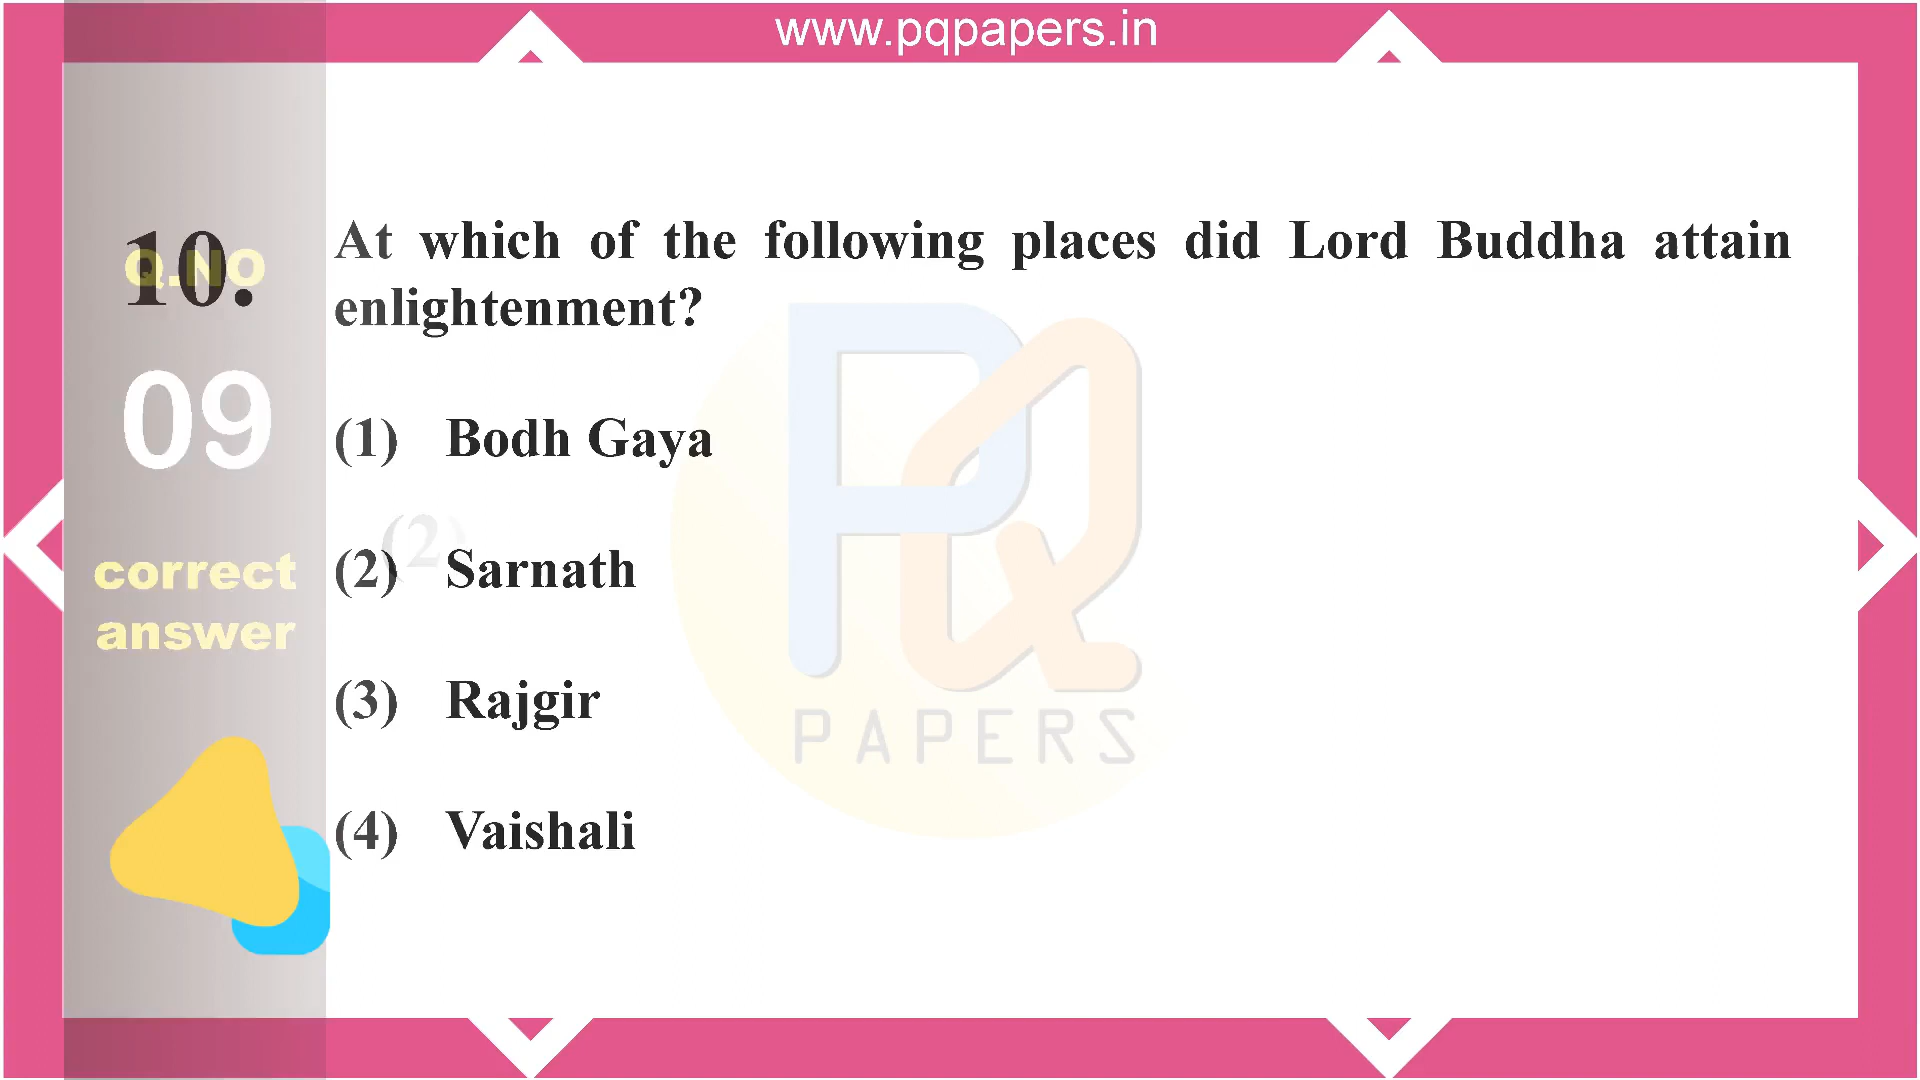 www.pqpapers.in
Q.NO
10.
At which of the following places did Lord Buddha attain
enlightenment?
09
(1) Bodh Gaya
(2)
correct
answer
(2) Sarnath
(3) Rajgir
(4) Vaishali
PQ
PAPERS